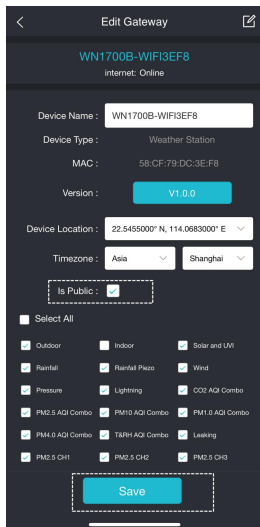 Edit Gateway
WN1700B-WIFI3EF8
internet: Online
Device Name : WN1700B-WIFI3EF8
Device Type : Weather Station
MAC : 58:CF:79:DC:3E:F8
Version : V1.0.0
Device Location : 22.5455000° N, 114.0683000° E
Timezone : Asia Shanghai
Is Public :
Select All
Outdoor Indoor Solar and UVI
Rainfall Rainfall Piezo Wind
Pressure Lightning CO2 AQI Combo
PM2.5 AQI Combo PM10 AQI Combo PM1.0 AQI Combo
PM4.0 AQI Combo T&RH AQI Combo Leaking
PM2.5 CH1 PM2.5 CH2 PM2.5 CH3
Save